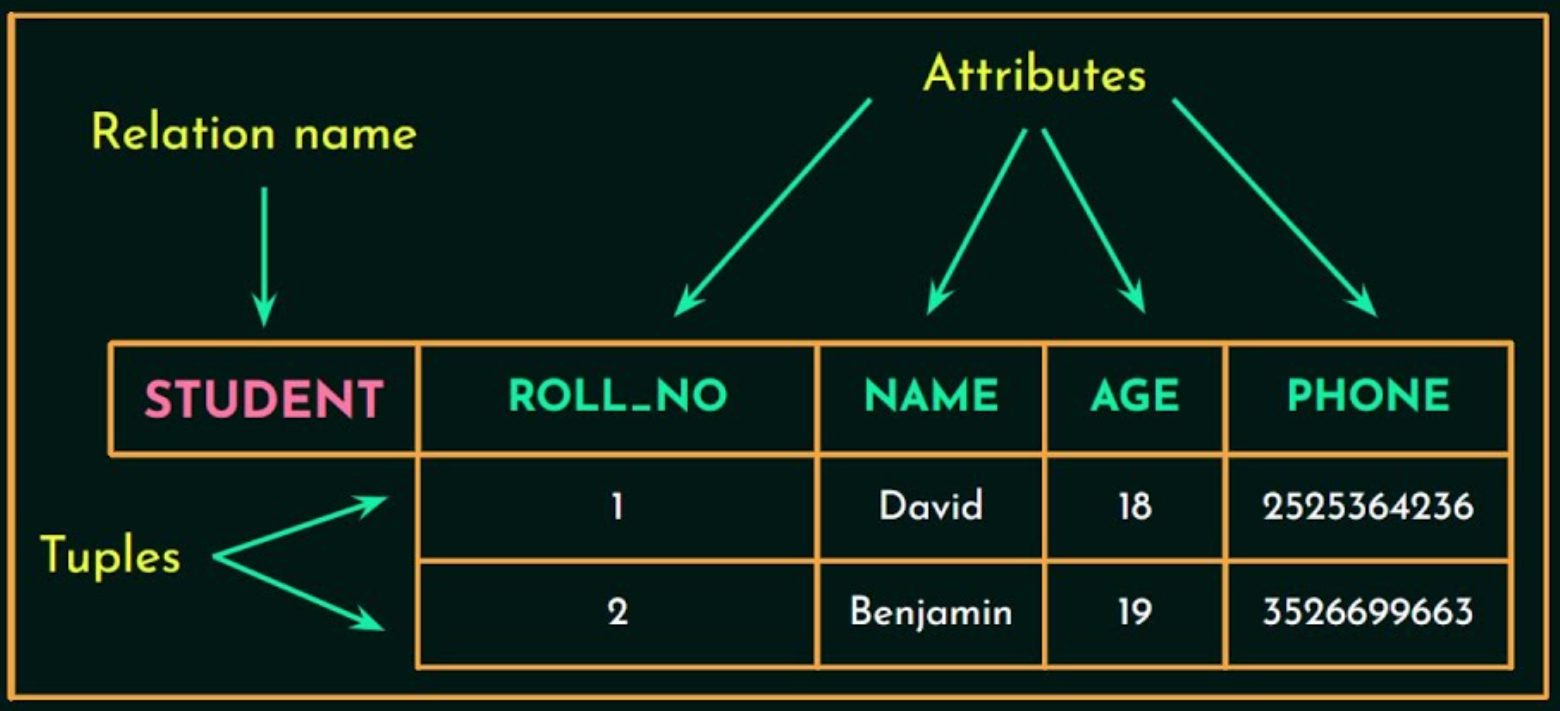 Attributes
Relation name
STUDENT ROLL_NO NAME AGE PHONE
1 David 18 2525364236
Tuples
2 Benjamin 19 3526699663